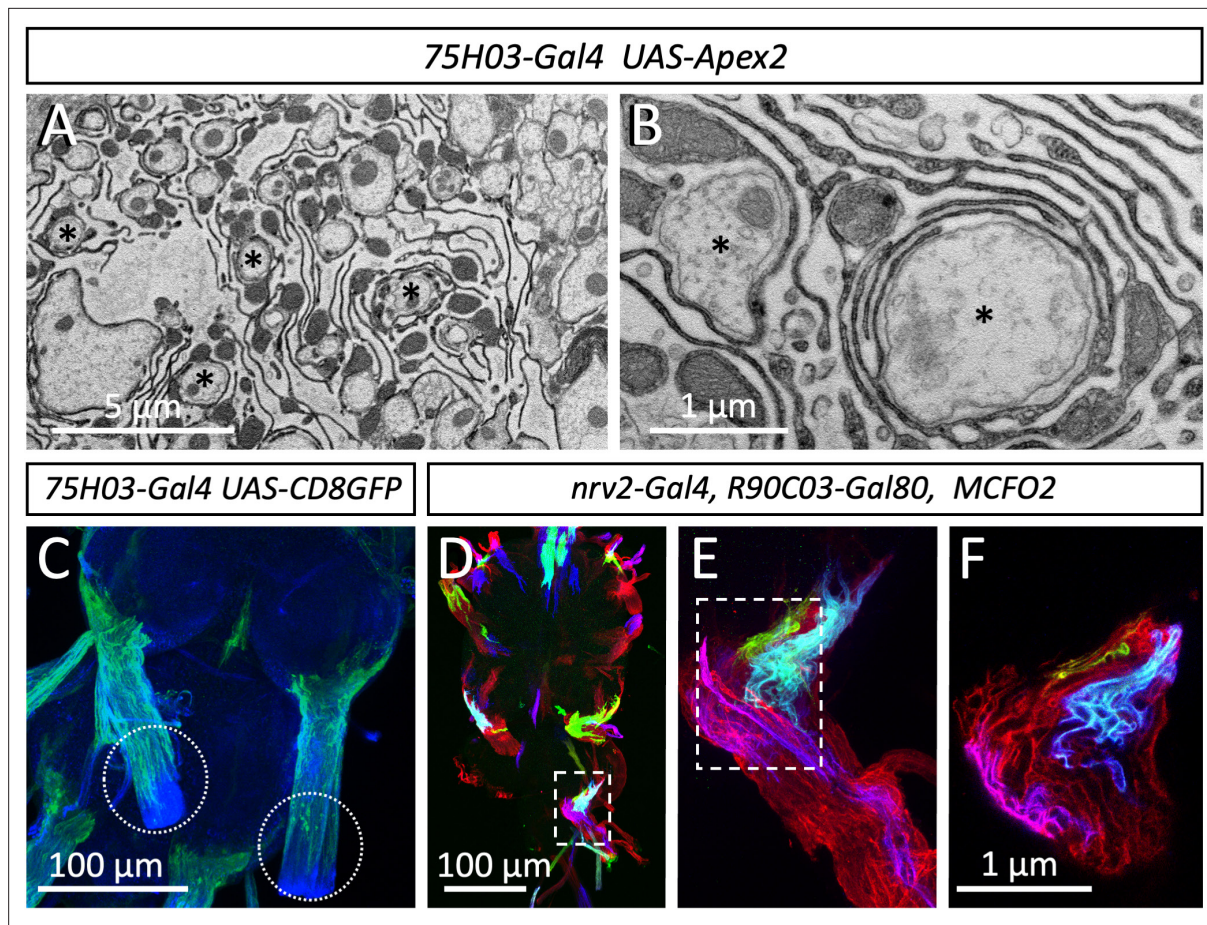 75H03-Gal4 UAS-Apex2
A
B
* * * * * *
5 µm
1 µm
75H03-Gal4 UAS-CD8GFP
nrv2-Gal4, R90C03-Gal80, MCFO2
C
D
E
F
100 µm
100 µm
1 µm